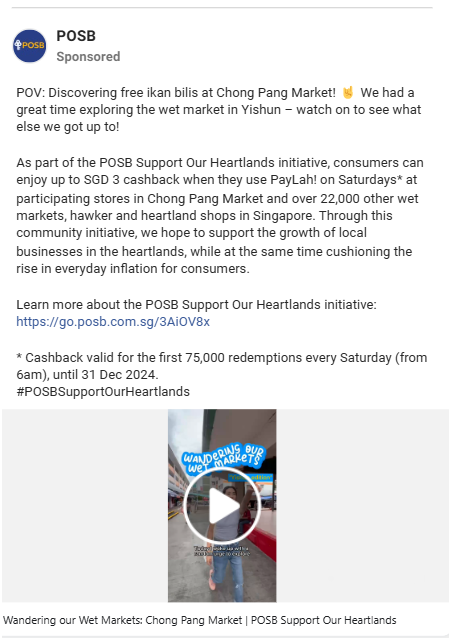 POSB
POSB
Sponsored
POV: Discovering free ikan bilis at Chong Pang Market! 🤘 We had a
great time exploring the wet market in Yishun – watch on to see what
else we got up to!
As part of the POSB Support Our Heartlands initiative, consumers can
enjoy up to SGD 3 cashback when they use PayLah! on Saturdays* at
participating stores in Chong Pang Market and over 22,000 other wet
markets, hawker and heartland shops in Singapore. Through this
community initiative, we hope to support the growth of local
businesses in the heartlands, while at the same time cushioning the
rise in everyday inflation for consumers.
Learn more about the POSB Support Our Heartlands initiative:
https://go.posb.com.sg/3AiOV8x
* Cashback valid for the first 75,000 redemptions every Saturday (from
6am), until 31 Dec 2024.
#POSBSupportOurHeartlands
WANDERING OUR
WET MARKETS
Wandering our Wet Markets: Chong Pang Market | POSB Support Our Heartlands